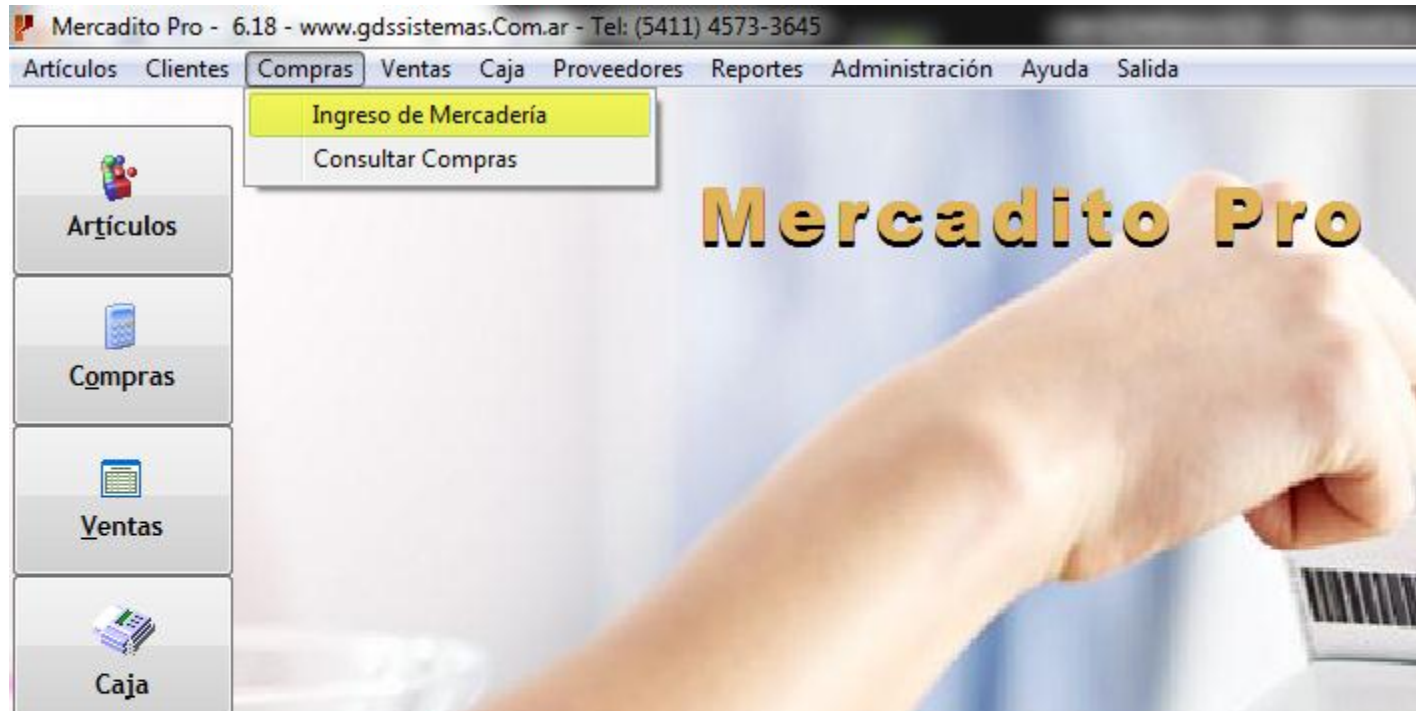 Mercadito Pro - 6.18 - www.gdssistemas.Com.ar - Tel: (5411) 4573-3645
Artículos Clientes Compras Ventas Caja Proveedores Reportes Administración Ayuda Salida
Ingreso de Mercadería
Consultar Compras
Mercadito Pro
Artículos
Compras
Ventas
Caja